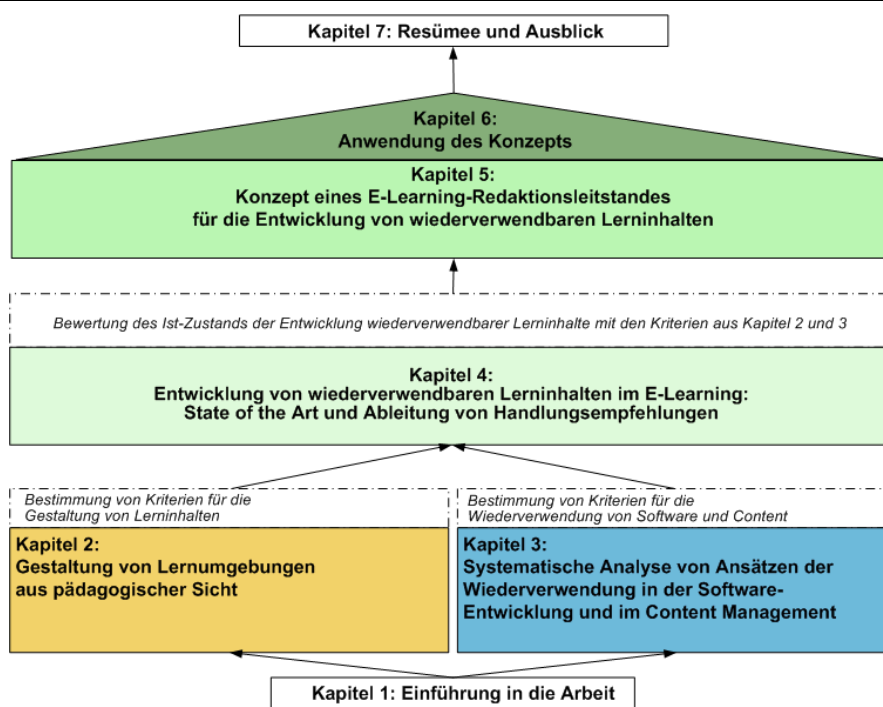 Kapitel 7: Resümee und Ausblick
Kapitel 6:
Anwendung des Konzepts
Kapitel 5:
Konzept eines E-Learning-Redaktionsleitstandes
für die Entwicklung von wiederverwendbaren Lerninhalten
Bewertung des Ist-Zustands der Entwicklung wiederverwendbarer Lerninhalte mit den Kriterien aus Kapitel 2 und 3
Kapitel 4:
Entwicklung von wiederverwendbaren Lerninhalten im E-Learning:
State of the Art und Ableitung von Handlungsempfehlungen
Bestimmung von Kriterien für die
Gestaltung von Lerninhalten
Kapitel 2:
Gestaltung von Lernumgebungen
aus pädagogischer Sicht
Bestimmung von Kriterien für die
Wiederverwendung von Software und Content
Kapitel 3:
Systematische Analyse von Ansätzen der
Wiederverwendung in der Software-
Entwicklung und im Content Management
Kapitel 1: Einführung in die Arbeit